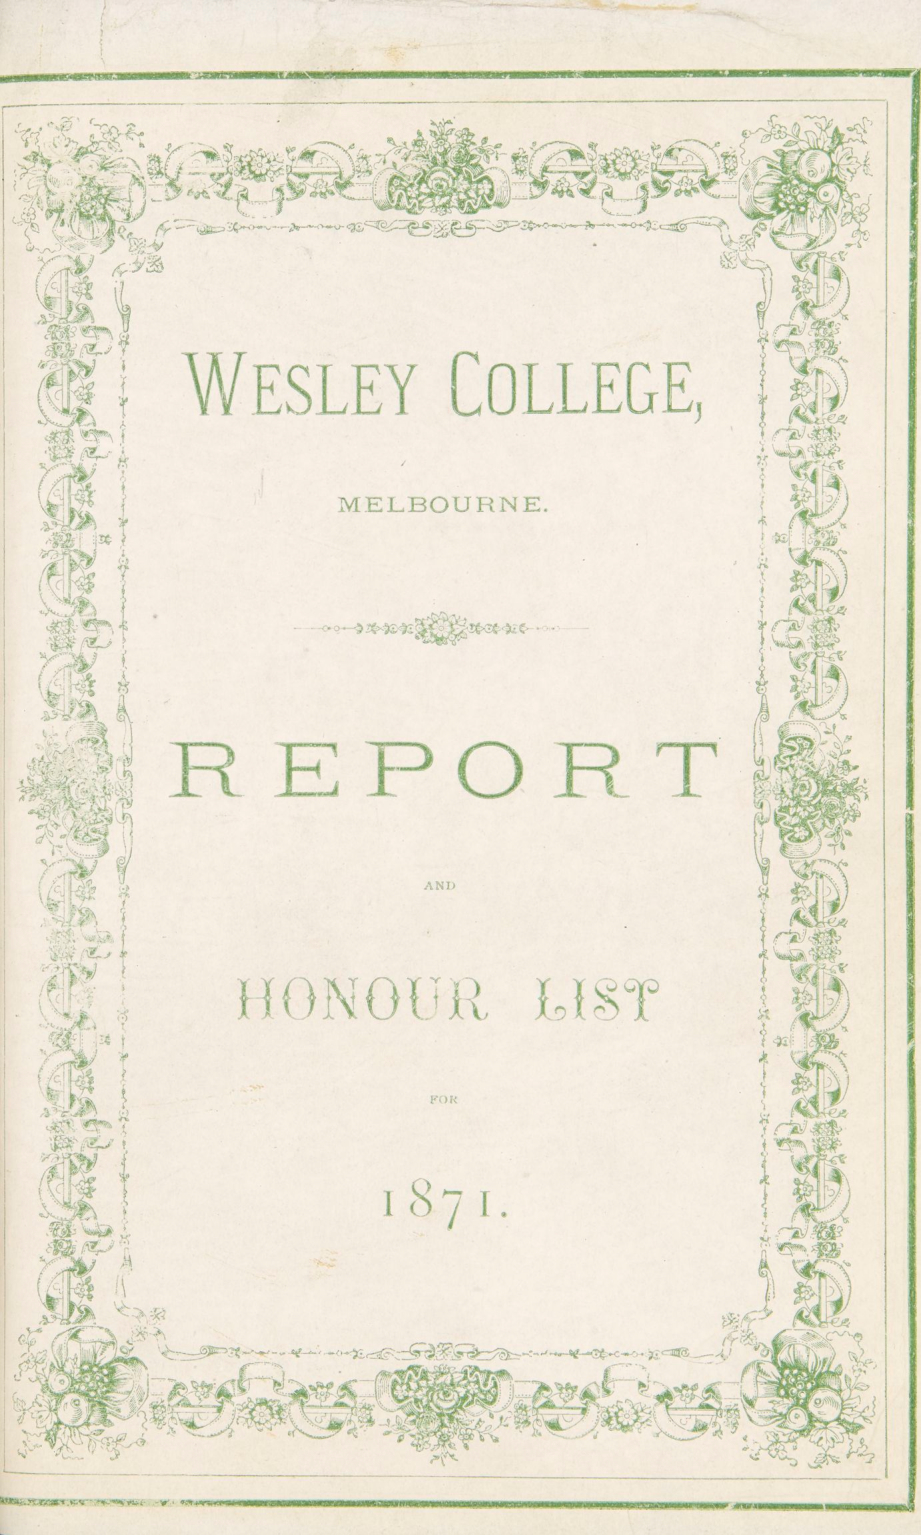 WESLEY COLLEGE,
MELBOURNE.
REPORT
AND
HONOUR LIST
FOR
1871.